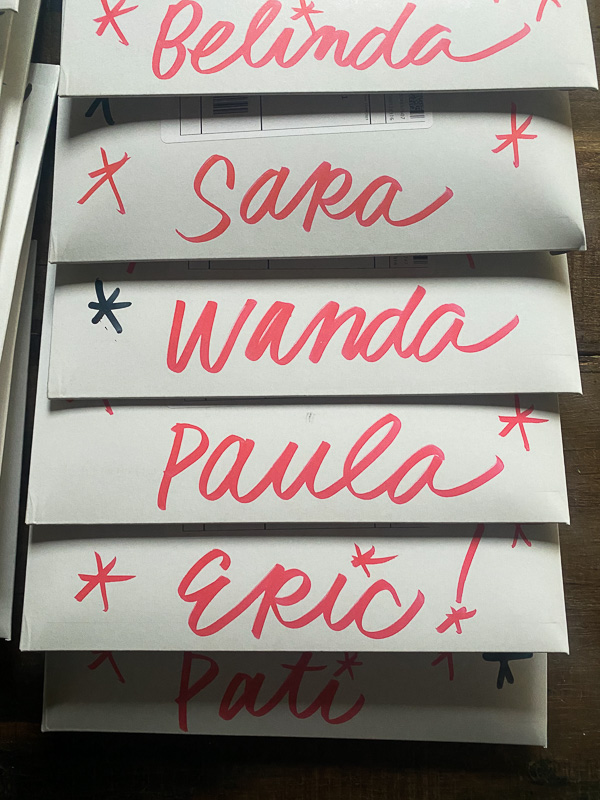 Belinda
Sara
Wanda
Paula
Eric!
Pati